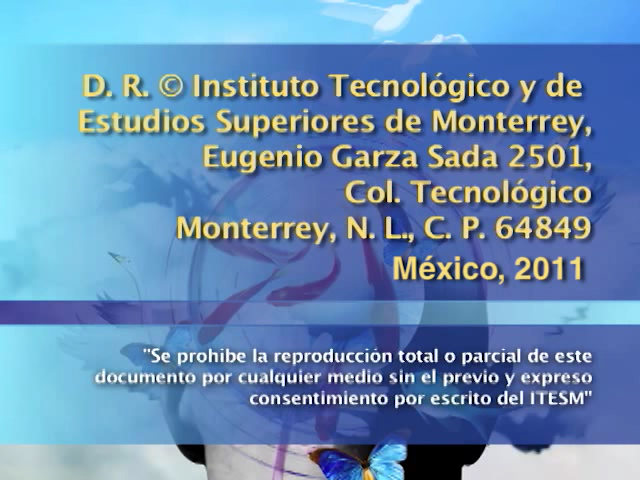 D. R. © Instituto Tecnológico y de
Estudios Superiores de Monterrey,
Eugenio Garza Sada 2501,
Col. Tecnológico
Monterrey, N. L., C. P. 64849
México, 2011
"Se prohibe la reproducción total o parcial de este
documento por cualquier medio sin el previo y expreso
consentimiento por escrito del ITESM"